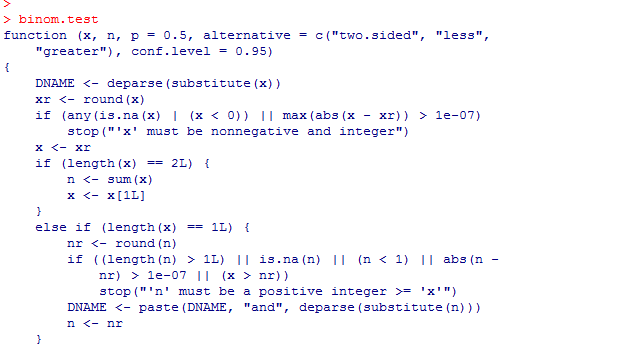 >
> binom.test
function (x, n, p = 0.5, alternative = c("two.sided", "less",
    "greater"), conf.level = 0.95)
{
    DNAME <- deparse(substitute(x))
    xr <- round(x)
    if (any(is.na(x) | (x < 0)) || max(abs(x - xr)) > 1e-07)
        stop("'x' must be nonnegative and integer")
    x <- xr
    if (length(x) == 2L) {
        n <- sum(x)
        x <- x[1L]
    }
    else if (length(x) == 1L) {
        nr <- round(n)
        if ((length(n) > 1L) || is.na(n) || (n < 1) || abs(n -
            nr) > 1e-07 || (x > nr))
            stop("'n' must be a positive integer >= 'x'")
        DNAME <- paste(DNAME, "and", deparse(substitute(n)))
        n <- nr
    }